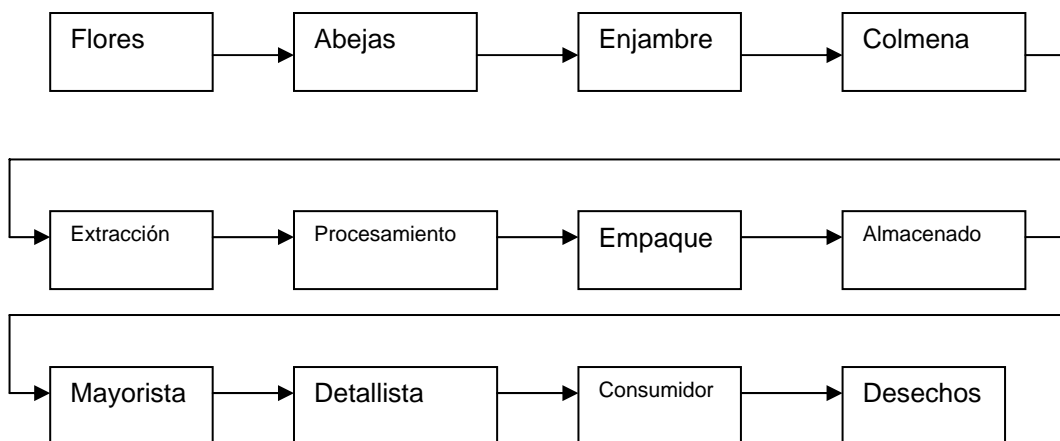 Flores
Abejas
Enjambre
Colmena
Extracción
Procesamiento
Empaque
Almacenado
Mayorista
Detallista
Consumidor
Desechos